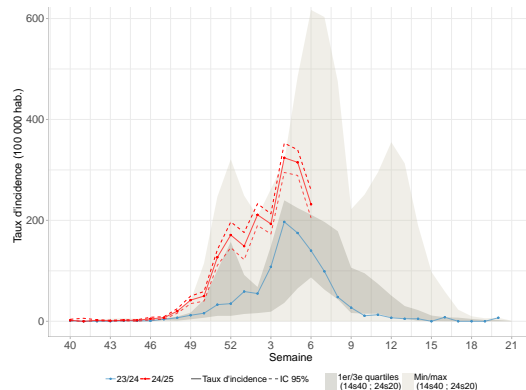 600
400
200
0
Taux d'incidence (100 000 hab.)
40 43 46 49 52 3 6 9 12 15 18 21
Semaine
23/24 24/25 Taux d'incidence IC 95% 1er/3e quartiles (14s40 ; 24s20) Min/max (14s40 ; 24s20)